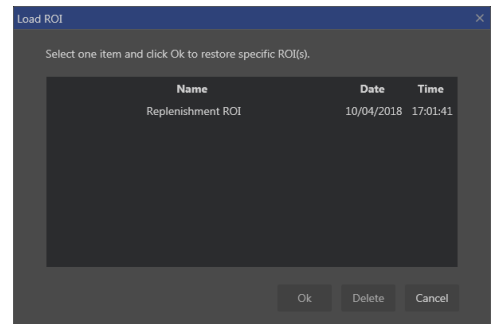 Load ROI
Select one item and click Ok to restore specific ROI(s).
Name Date Time
Replenishment ROI 10/04/2018 17:01:41
Ok Delete Cancel